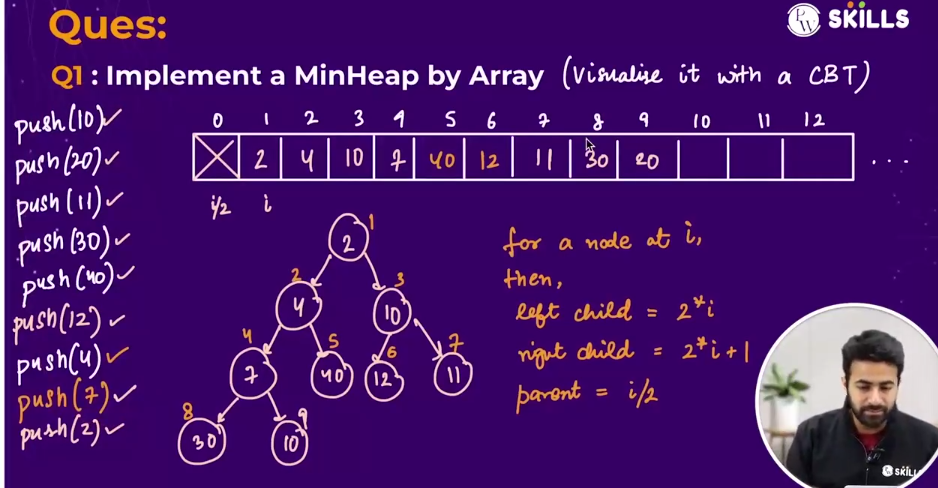 Ques:
PW SKILLS
Q1 : Implement a MinHeap by Array (Visualise it with a CBT)
push(10)✓
push(20)✓
push(11)✓
push(30)✓
push(40)✓
push(12)✓
push(4)✓
push(7)✓
push(2)✓
0 1 2 3 4 5 6 7 8 9 10 11 12
2 4 10 7 40 12 11 30 20 ...
i/2 i
1
2
2 3
4 10
4 5 6 7
7 40 12 11
8 9
30 10
for a node at i,
then,
left child = 2*i
right child = 2*i+1
parent = i/2
SKILLS